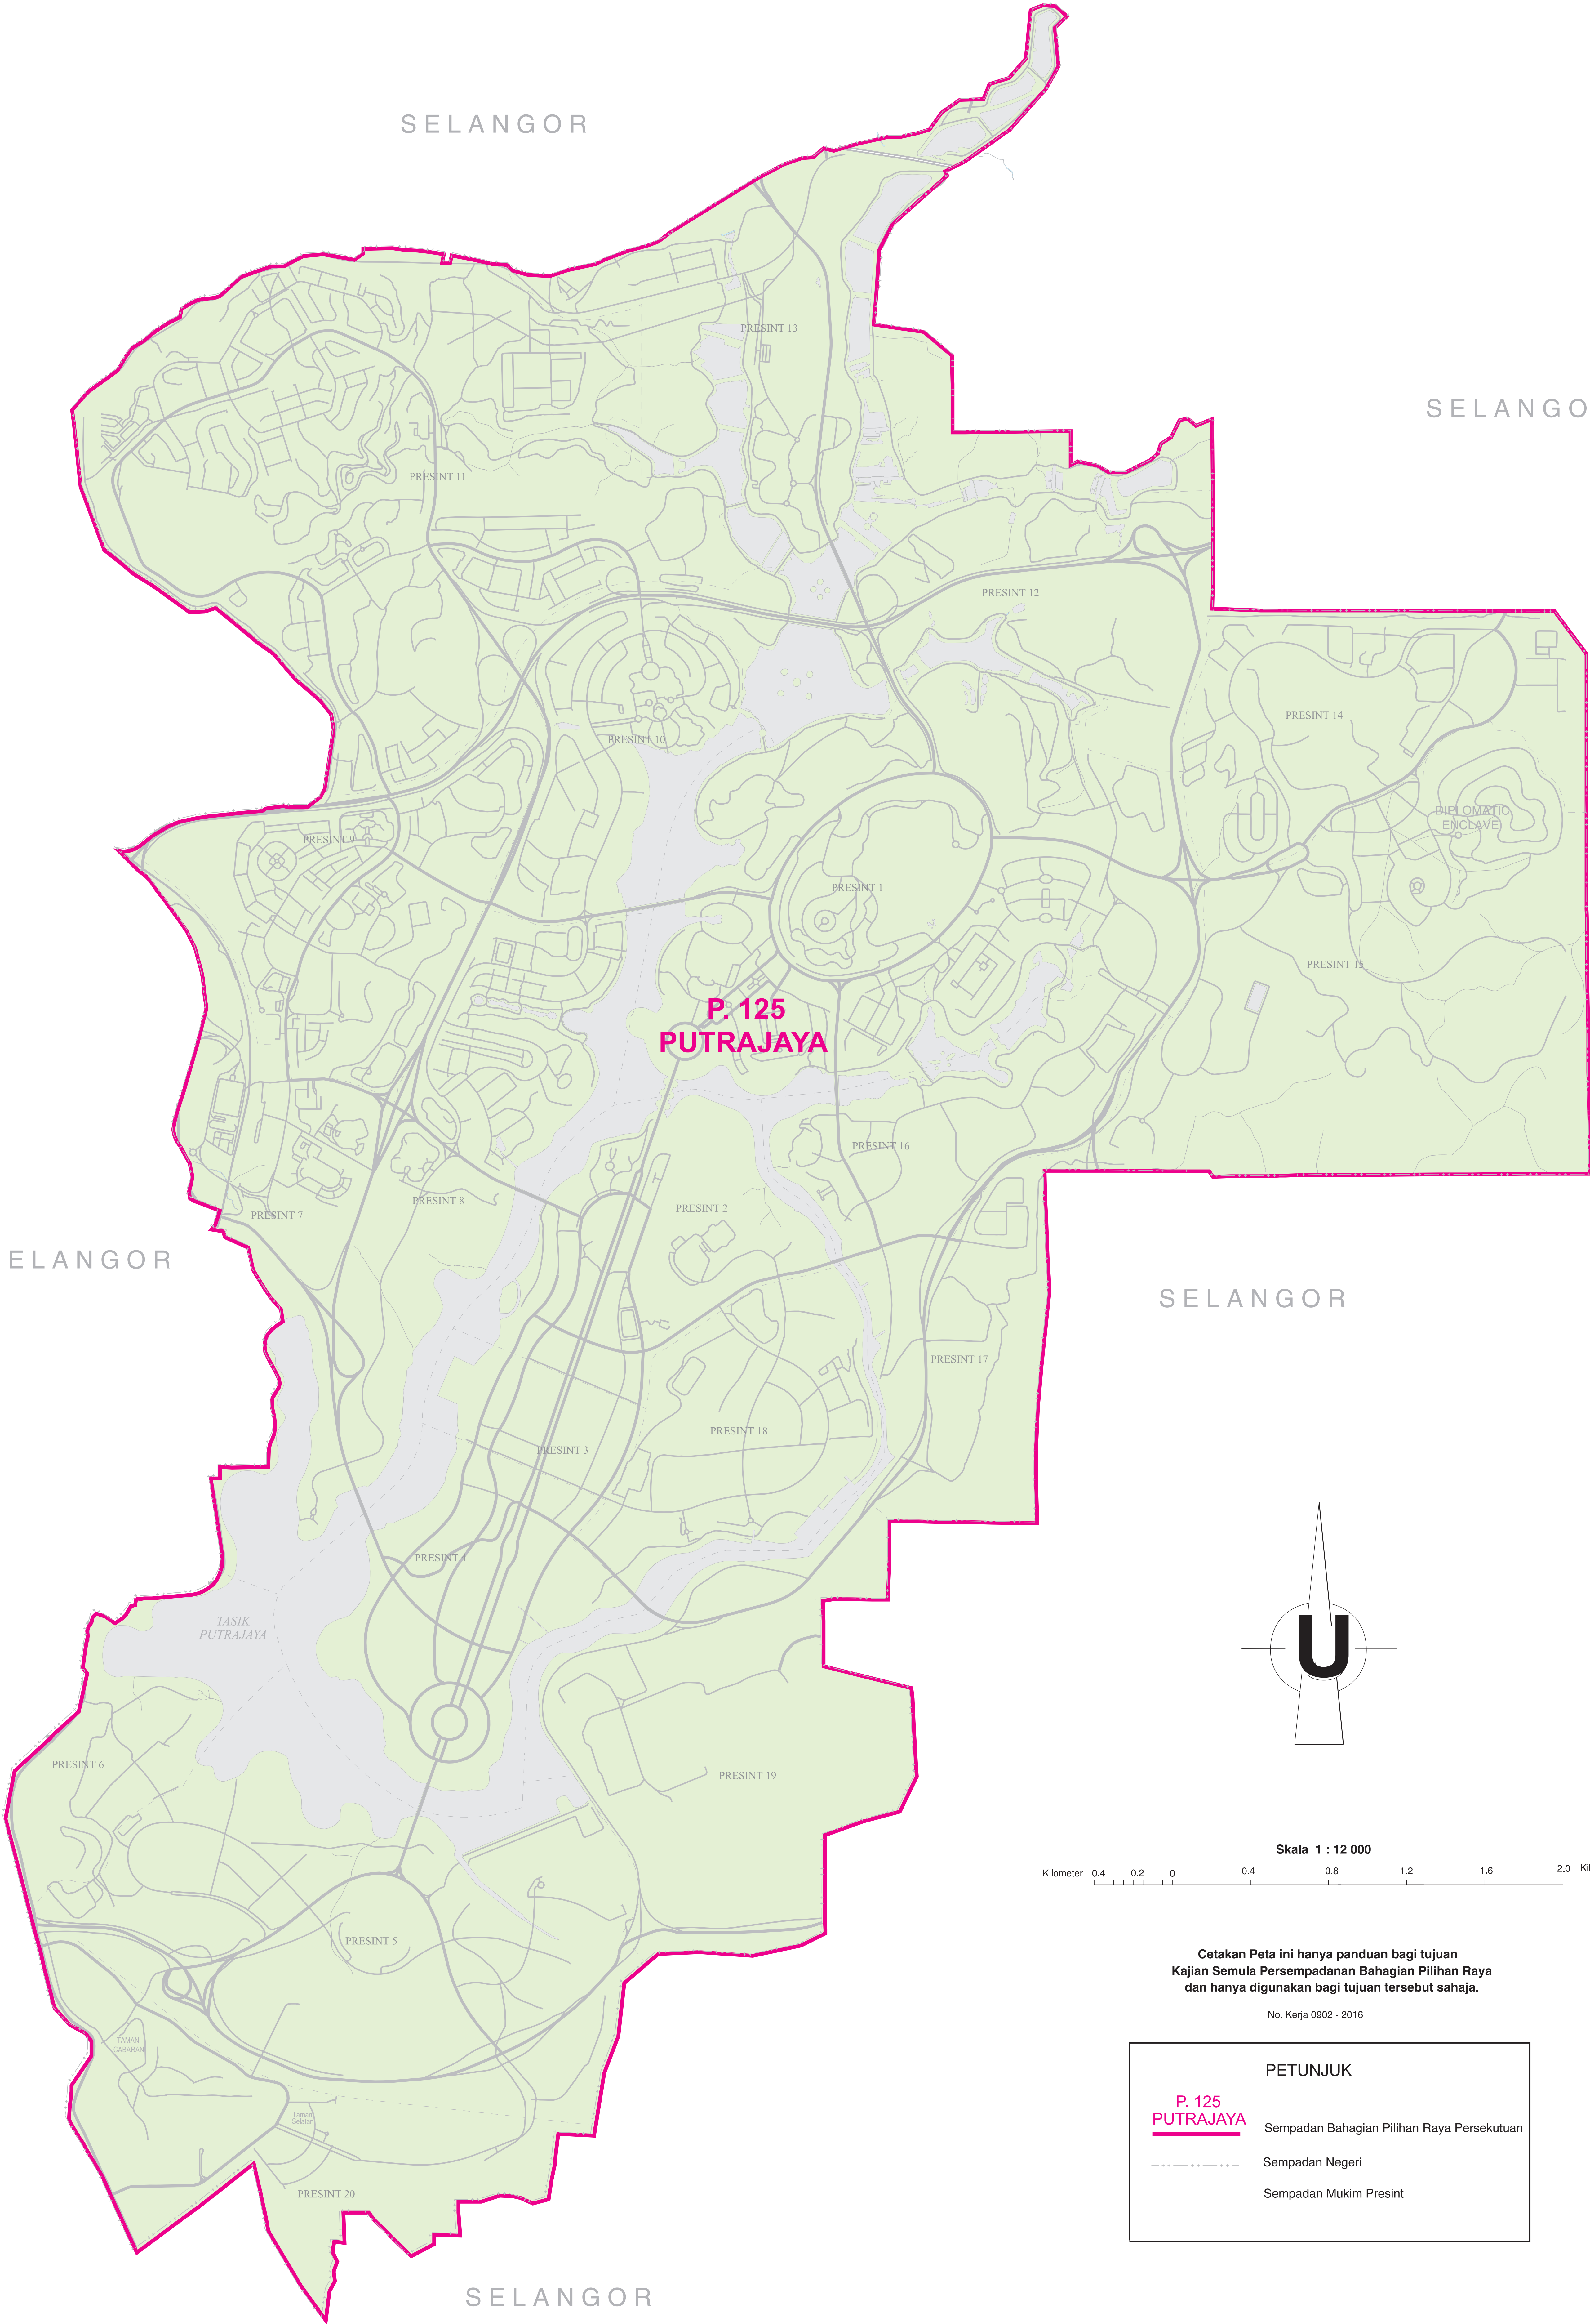 SELANGOR
SELANGO
PRESINT 13
PRESINT 11
PRESINT 12
PRESINT 14
PRESINT 10
DIPLOMATIC
ENCLAVE
PRESINT 9
PRESINT 1
PRESINT 15
P. 125
PUTRAJAYA
PRESINT 16
PRESINT 8
PRESINT 2
PRESINT 7
ELANGOR
SELANGOR
PRESINT 17
PRESINT 18
PRESINT 3
PRESINT 4
TASIK
PUTRAJAYA
PRESINT 6
PRESINT 19
U
Skala 1 : 12 000
Kilometer 0.4 0.2 0 0.4 0.8 1.2 1.6 2.0 Kil
PRESINT 5
Cetakan Peta ini hanya panduan bagi tujuan
Kajian Semula Persempadanan Bahagian Pilihan Raya
dan hanya digunakan bagi tujuan tersebut sahaja.
No. Kerja 0902 - 2016
TAMAN
CABARAN
Taman
Selatan
PRESINT 20
PETUNJUK
P. 125
PUTRAJAYA
Sempadan Bahagian Pilihan Raya Persekutuan
Sempadan Negeri
Sempadan Mukim Presint
SELANGOR